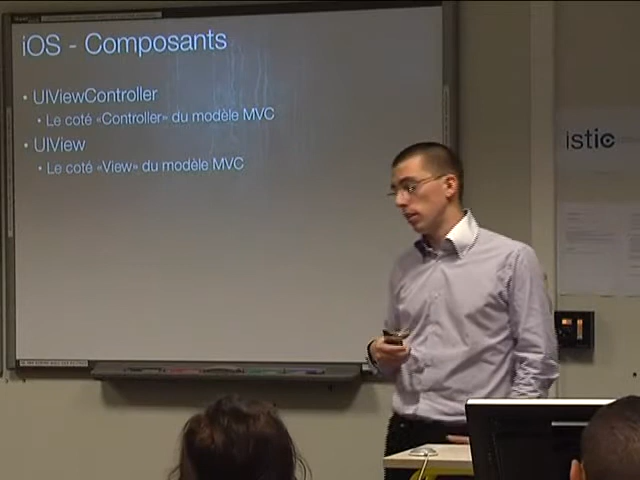 iOS - Composants
• UIViewController
• Le coté «Controller» du modèle MVC
• UIView
• Le coté «View» du modèle MVC
istic